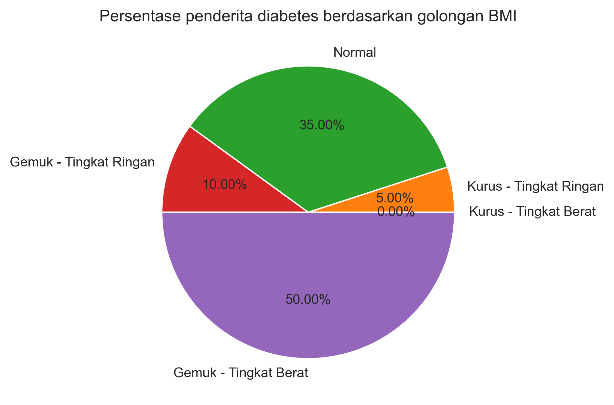 Persentase penderita diabetes berdasarkan golongan BMI
Normal
35.00%
Gemuk - Tingkat Ringan
10.00%
Kurus - Tingkat Ringan
5.00%
Kurus - Tingkat Berat
0.00%
50.00%
Gemuk - Tingkat Berat